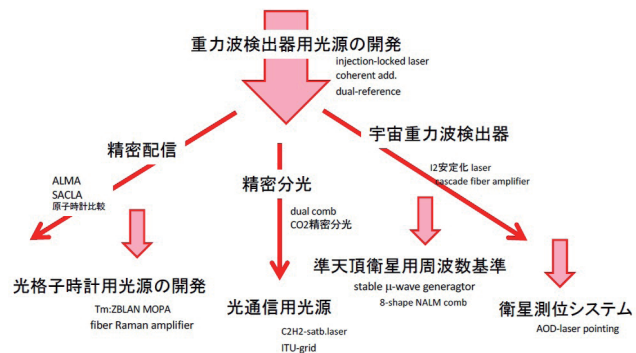 重力波検出器用光源の開発
injection-locked laser
coherent add.
dual-reference
精密配信
ALMA
SACLA
原子時計比較
精密分光
dual comb
CO2精密分光
宇宙重力波検出器
I2安定化 laser
cascade fiber amplifier
光格子時計用光源の開発
Tm:ZBLAN MOPA
fiber Raman amplifier
光通信用光源
C2H2-satb.laser
ITU-grid
準天頂衛星用周波数基準
stable μ-wave generagtor
8-shape NALM comb
衛星測位システム
AOD-laser pointing